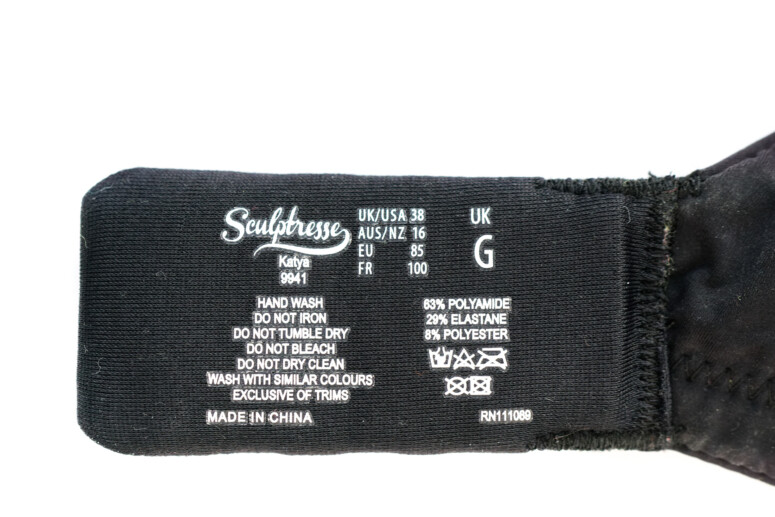 Sculptresse
Katya
9941
UK/USA 38
AUS/NZ 16
EU 85
FR 100
UK
G
HAND WASH
DO NOT IRON
DO NOT TUMBLE DRY
DO NOT BLEACH
DO NOT DRY CLEAN
WASH WITH SIMILAR COLOURS
EXCLUSIVE OF TRIMS
MADE IN CHINA
63% POLYAMIDE
29% ELASTANE
8% POLYESTER
RN111069